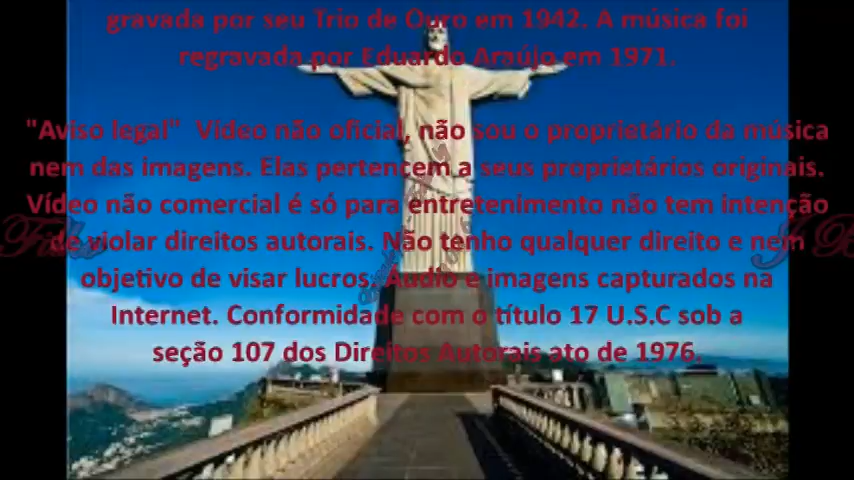 gravada por seu Trio de Ouro em 1942. A música foi
regravada por Eduardo Araújo em 1971.
"Aviso legal" Vídeo não oficial, não sou o proprietário da música
nem das imagens. Elas pertencem a seus proprietários originais.
Vídeo não comercial é só para entretenimento não tem intenção
de violar direitos autorais. Não tenho qualquer direito e nem
objetivo de visar lucros. Áudio e imagens capturados na
Internet. Conformidade com o título 17 U.S.C sob a
seção 107 dos Direitos Autorais ato de 1976.